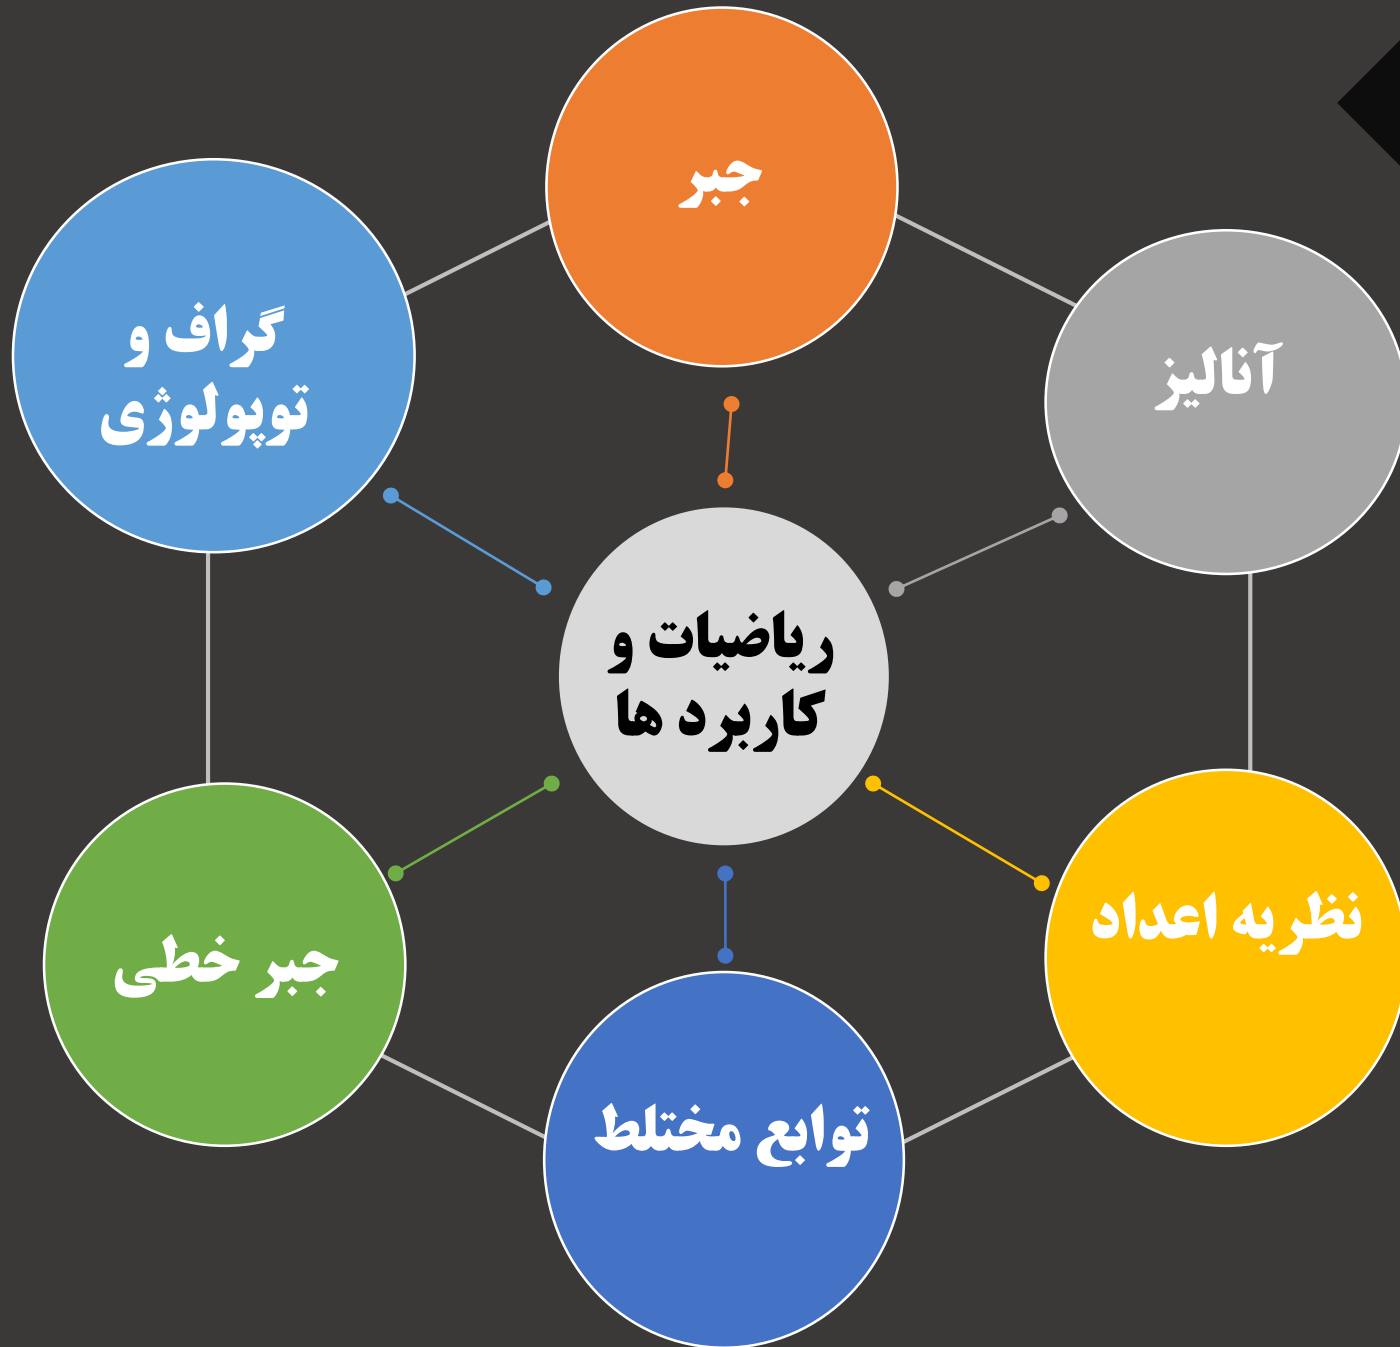 جبر
گراف و
توپولوژی
آنالیز
ریاضیات و
کاربرد ها
نظریه اعداد
جبر خطی
توابع مختلط